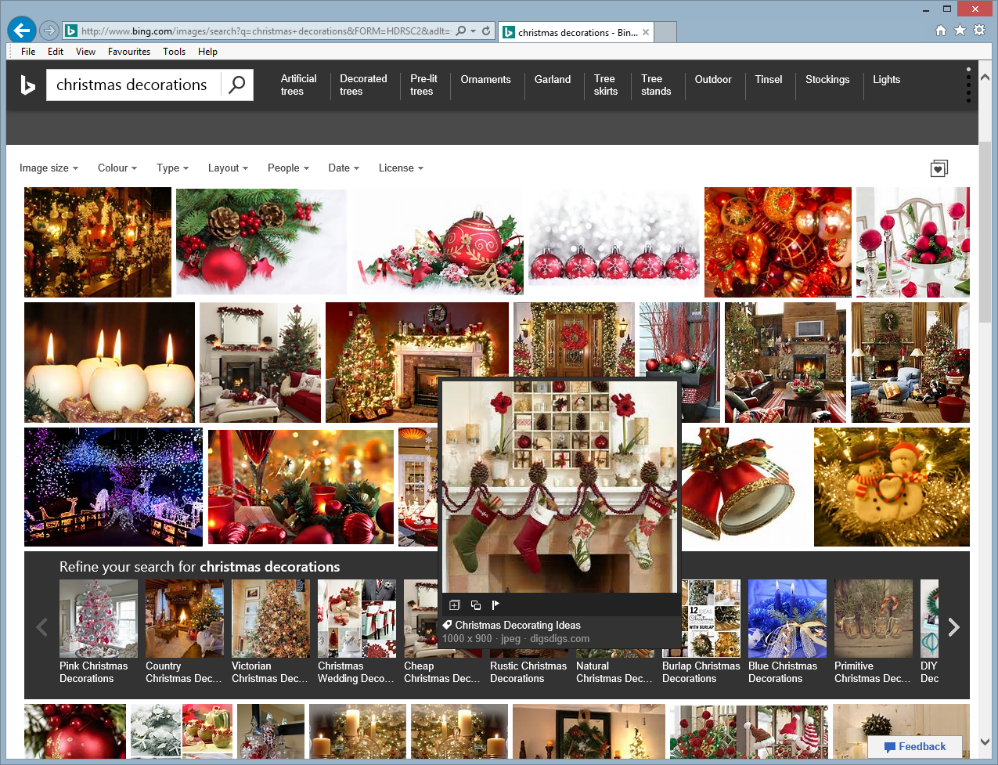 http://www.bing.com/images/search?q=christmas+decorations&FORM=HDRSC2&adlt=
christmas decorations - Bin...
File Edit View Favourites Tools Help
christmas decorations
Artificial trees
Decorated trees
Pre-lit trees
Ornaments
Garland
Tree skirts
Tree stands
Outdoor
Tinsel
Stockings
Lights
Image size Colour Type Layout People Date License
Refine your search for christmas decorations
Christmas Decorating Ideas
1000 x 900 · jpeg · digsdigs.com
12 IDEAS
Pink Christmas Decorations
Country Christmas Dec...
Victorian Christmas Dec...
Christmas Wedding Deco...
Cheap Christmas Dec...
Rustic Christmas Decorations
Natural Christmas Dec...
Burlap Christmas Decorations
Blue Christmas Decorations
Primitive Christmas Dec...
DIY Dec
Feedback